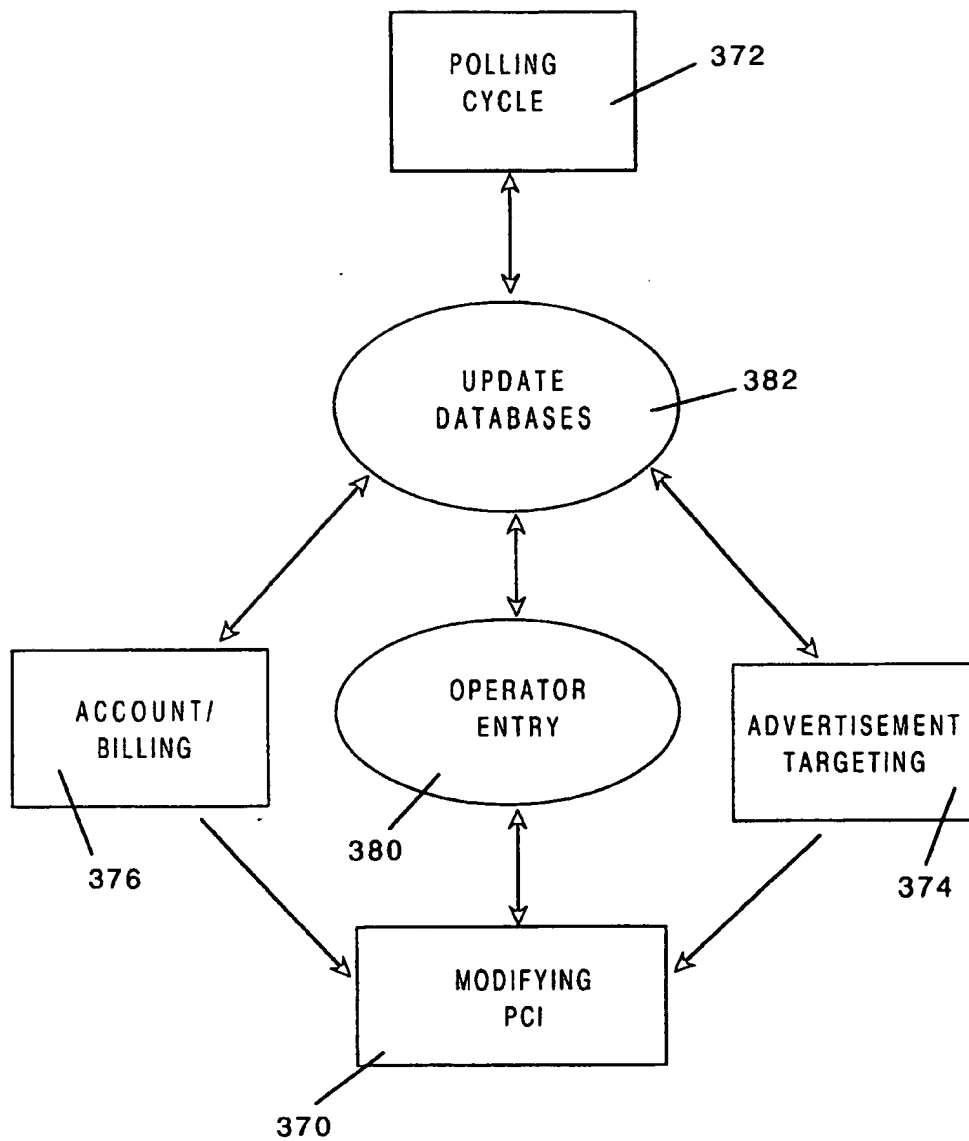 POLLING
CYCLE
372
UPDATE
DATABASES
382
ACCOUNT/
BILLING
376
OPERATOR
ENTRY
380
ADVERTISEMENT
TARGETING
374
MODIFYING
PCI
370